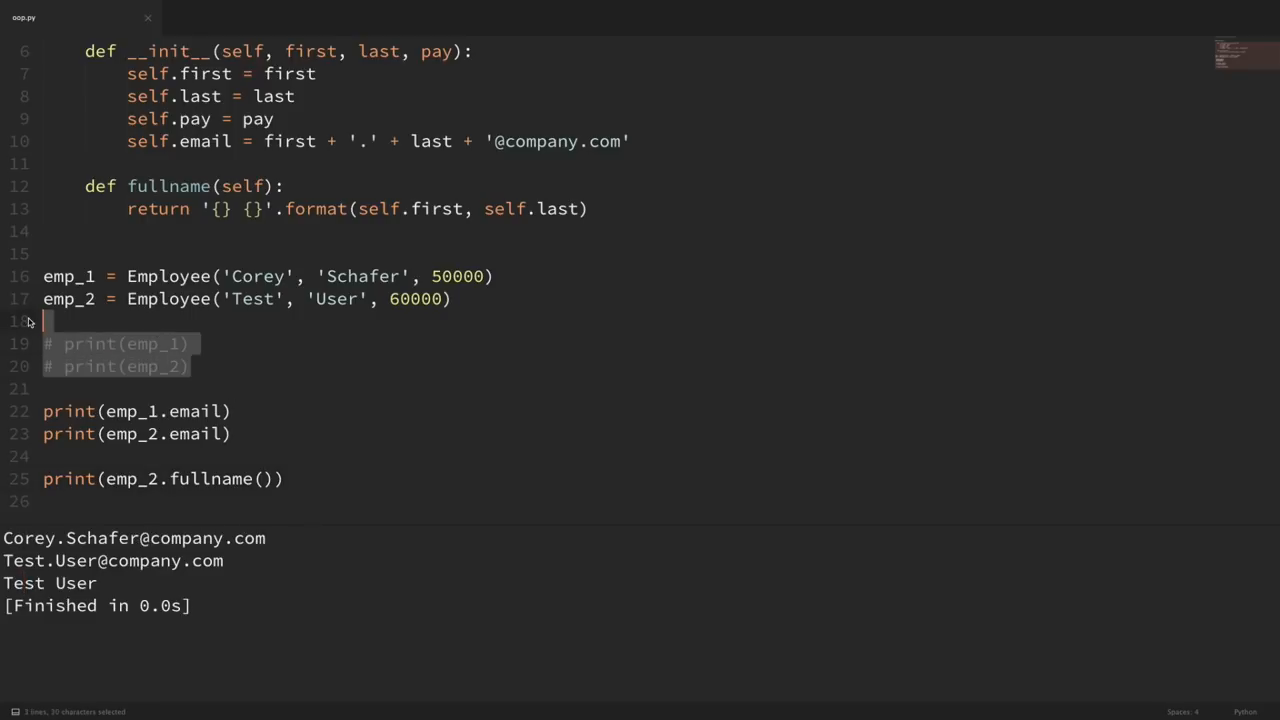 oop.py
6     def __init__(self, first, last, pay):
7         self.first = first
8         self.last = last
9         self.pay = pay
10         self.email = first + '.' + last + '@company.com'
11
12     def fullname(self):
13         return '{} {}'.format(self.first, self.last)
14
15
16 emp_1 = Employee('Corey', 'Schafer', 50000)
17 emp_2 = Employee('Test', 'User', 60000)
18
19 # print(emp_1)
20 # print(emp_2)
21
22 print(emp_1.email)
23 print(emp_2.email)
24
25 print(emp_2.fullname())
26
Corey.Schafer@company.com
Test.User@company.com
Test User
[Finished in 0.0s]
3 lines, 30 characters selected
Spaces: 4
Python